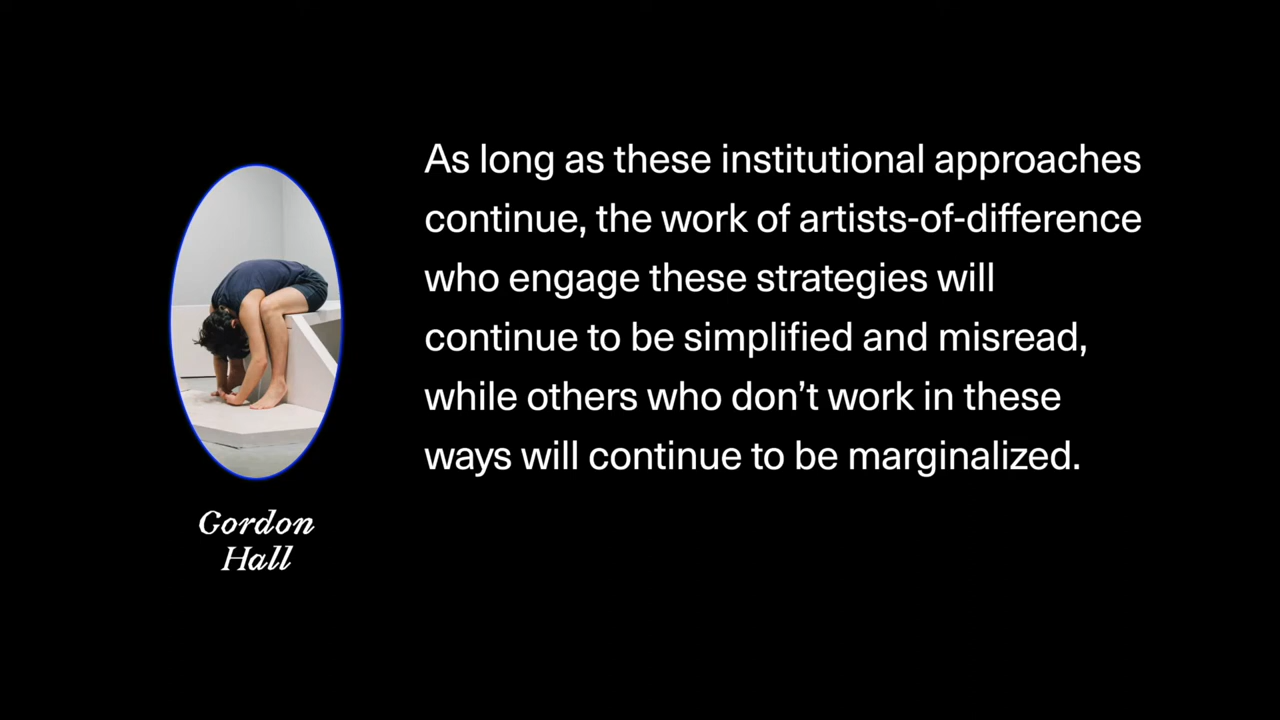 As long as these institutional approaches
continue, the work of artists-of-difference
who engage these strategies will
continue to be simplified and misread,
while others who don’t work in these
ways will continue to be marginalized.
Gordon
Hall